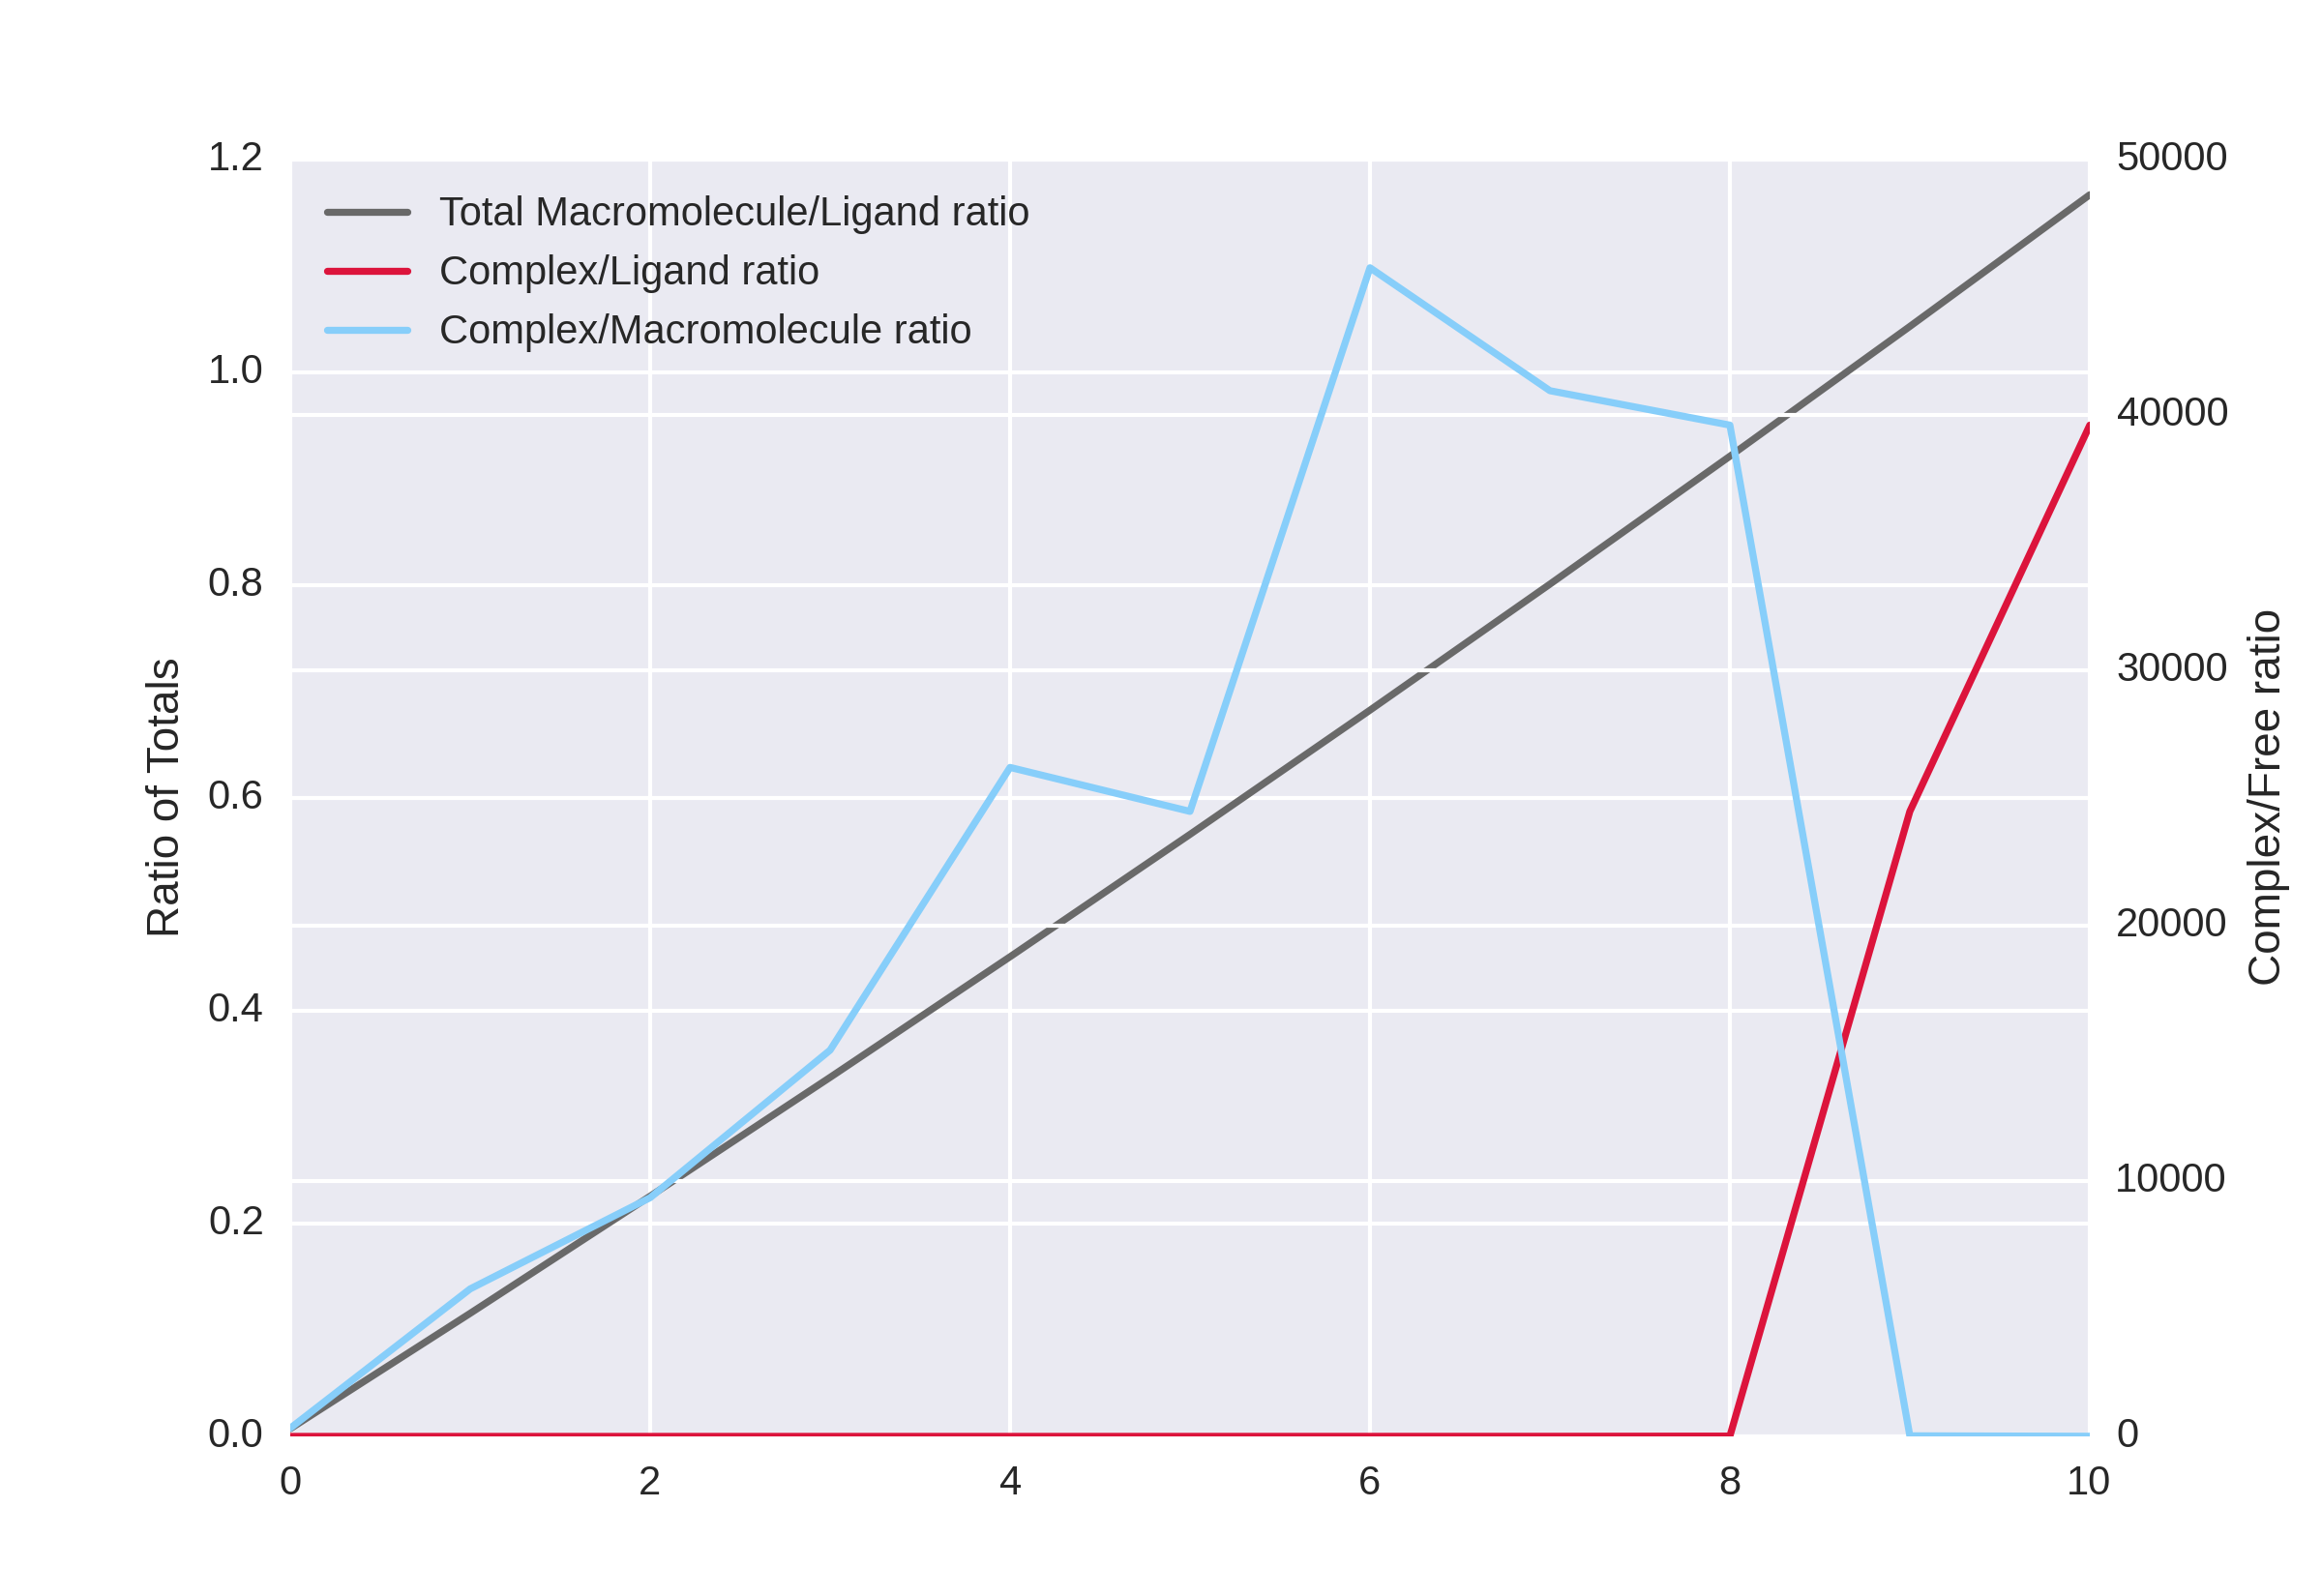 Total Macromolecule/Ligand ratio
Complex/Ligand ratio
Complex/Macromolecule ratio
1.2
1.0
0.8
0.6
0.4
0.2
0.0
Ratio of Totals
50000
40000
30000
20000
10000
0
Complex/Free ratio
0 2 4 6 8 10